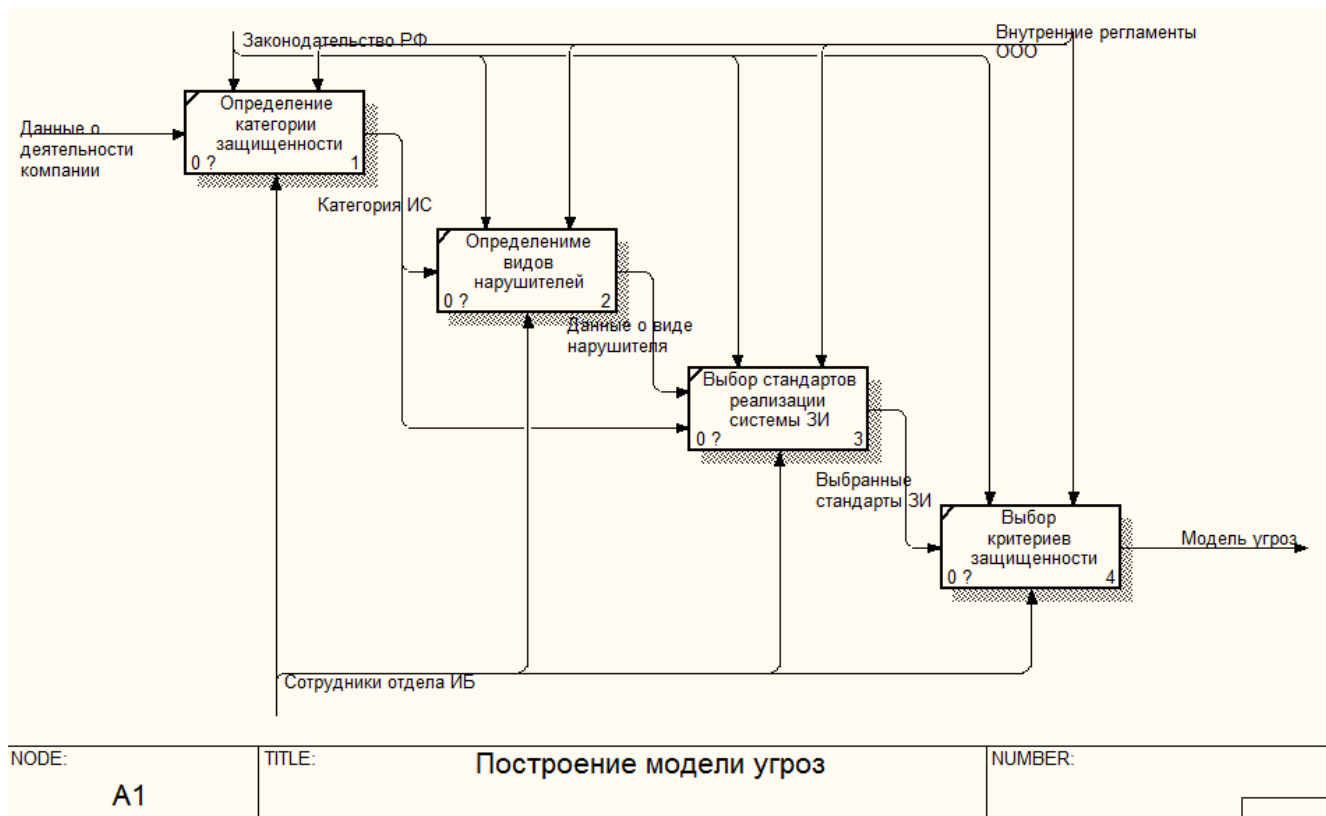 Законодательство РФ
Внутренние регламенты
ООО
Определение
категории
защищенности
0 ?
1
Данные о
деятельности
компании
Категория ИС
Определениме
видов
нарушителей
0 ?
2
Данные о виде
нарушителя
Выбор стандартов
реализации
системы ЗИ
0 ?
3
Выбранные
стандарты ЗИ
Выбор
критериев
защищенности
0 ?
4
Модель угроз
Сотрудники отдела ИБ
NODE:
A1
TITLE:
Построение модели угроз
NUMBER: